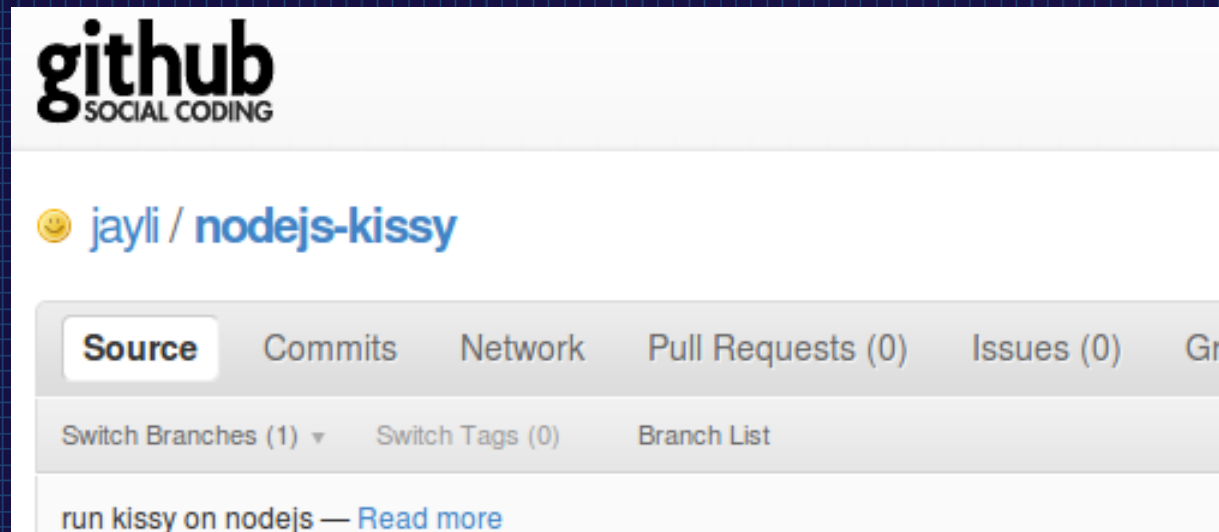 github
SOCIAL CODING
jayli / nodejs-kissy
Source Commits Network Pull Requests (0) Issues (0) Gr
Switch Branches (1) Switch Tags (0) Branch List
run kissy on nodejs — Read more